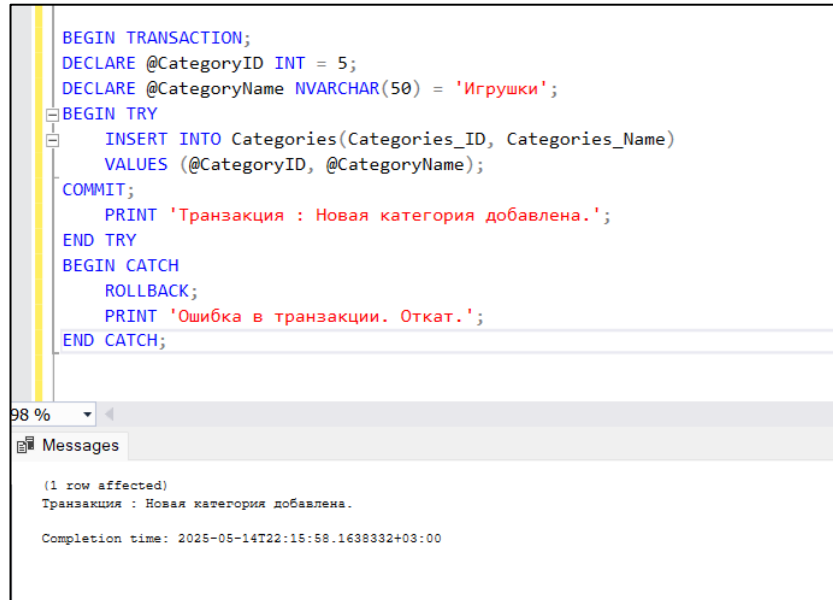 BEGIN TRANSACTION;
DECLARE @CategoryID INT = 5;
DECLARE @CategoryName NVARCHAR(50) = 'Игрушки';
BEGIN TRY
    INSERT INTO Categories(Categories_ID, Categories_Name)
    VALUES (@CategoryID, @CategoryName);
COMMIT;
    PRINT 'Транзакция : Новая категория добавлена.';
END TRY
BEGIN CATCH
    ROLLBACK;
    PRINT 'Ошибка в транзакции. Откат.';
END CATCH;
98 %
Messages
(1 row affected)
Транзакция : Новая категория добавлена.
Completion time: 2025-05-14T22:15:58.1638332+03:00